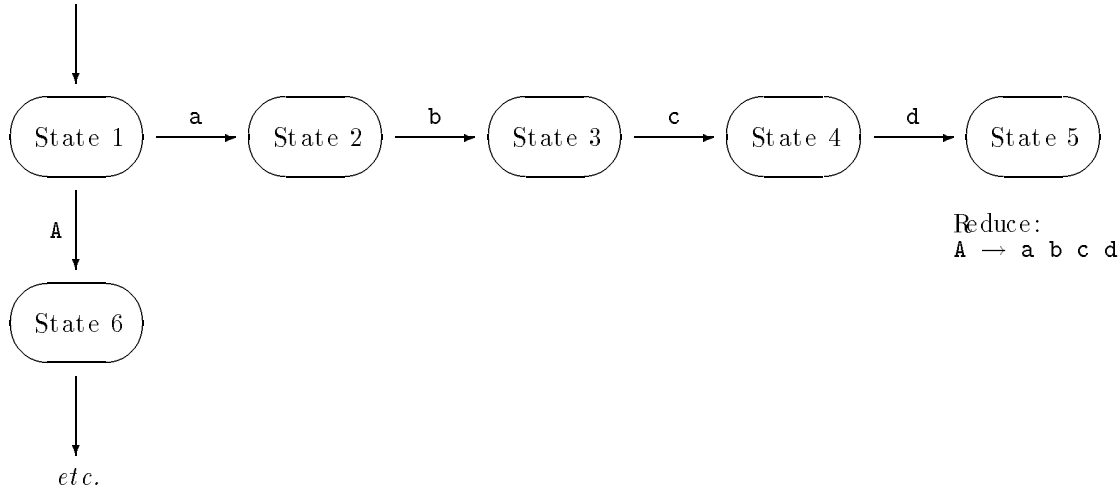 State 1 a State 2 b State 3 c State 4 d State 5
A
Reduce:
A → a b c d
State 6
etc.